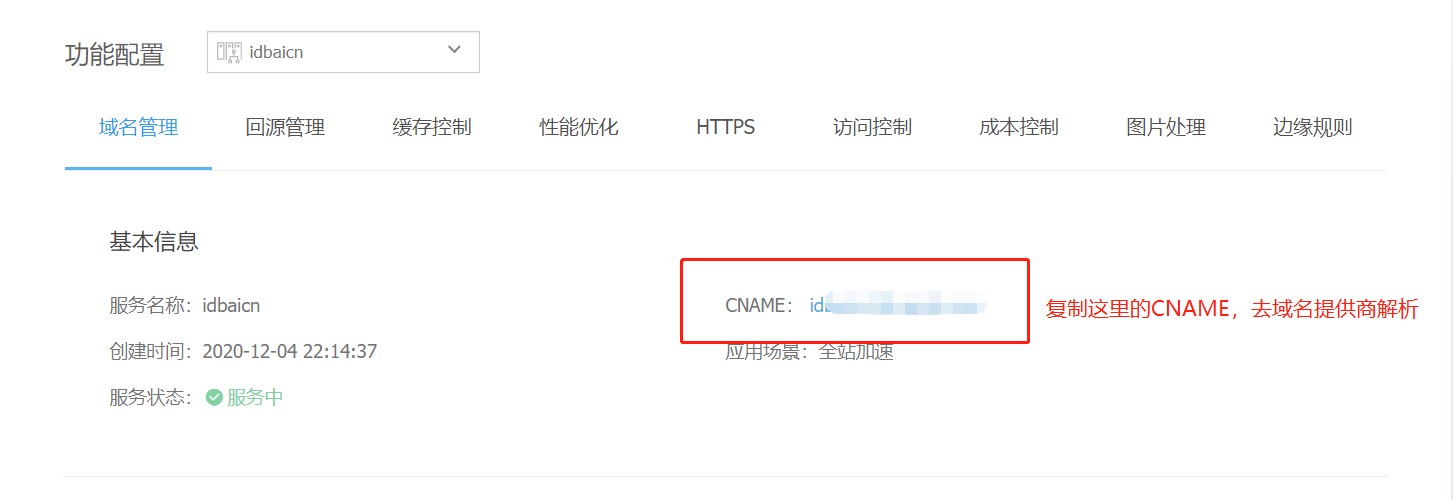 功能配置 idbaicn
域名管理 回源管理 缓存控制 性能优化 HTTPS 访问控制 成本控制 图片处理 边缘规则
基本信息
服务名称：idbaicn CNAME： 复制这里的CNAME，去域名提供商解析
创建时间：2020-12-04 22:14:37 应用场景：全站加速
服务状态： 服务中